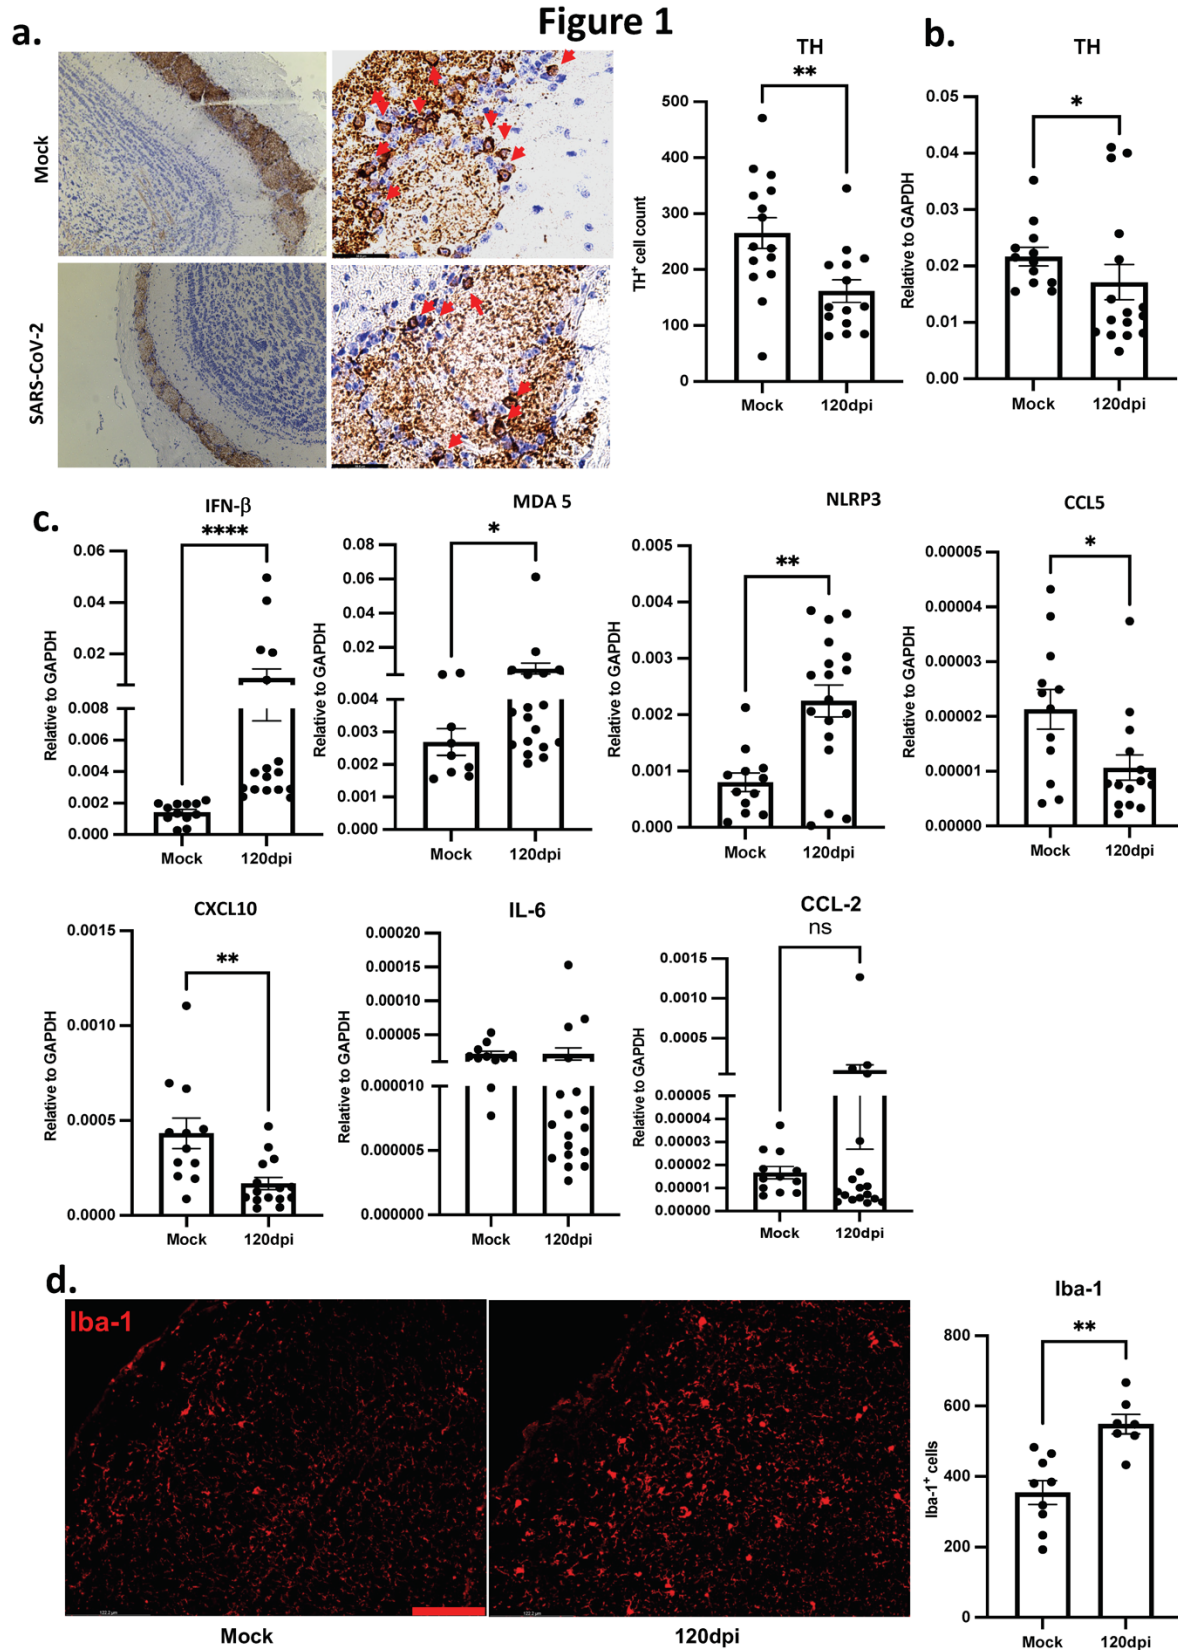 Figure 1
a.
Mock
SARS-CoV-2
TH
**
TH+ cell count
500
400
300
200
100
0
Mock
120dpi
b.
TH
*
Relative to GAPDH
0.05
0.04
0.03
0.02
0.01
0.00
Mock
120dpi
c.
IFN-β
****
Relative to GAPDH
0.06
0.04
0.02
0.008
0.006
0.004
0.002
0.000
Mock
120dpi
MDA 5
*
Relative to GAPDH
0.08
0.06
0.04
0.02
0.004
0.003
0.002
0.001
0.000
Mock
120dpi
NLRP3
**
Relative to GAPDH
0.005
0.004
0.003
0.002
0.001
0.000
Mock
120dpi
CCL5
*
Relative to GAPDH
0.00005
0.00004
0.00003
0.00002
0.00001
0.00000
Mock
120dpi
CXCL10
**
Relative to GAPDH
0.0015
0.0010
0.0005
0.0000
Mock
120dpi
IL-6
Relative to GAPDH
0.00020
0.00015
0.00010
0.00005
0.000010
0.000005
0.000000
Mock
120dpi
CCL-2
ns
Relative to GAPDH
0.0015
0.0010
0.0005
0.00005
0.00004
0.00003
0.00002
0.00001
0.00000
Mock
120dpi
d.
Iba-1
122.2 µm
122.2 µm
Mock
120dpi
Iba-1
**
Iba-1+ cells
800
600
400
200
0
Mock
120dpi